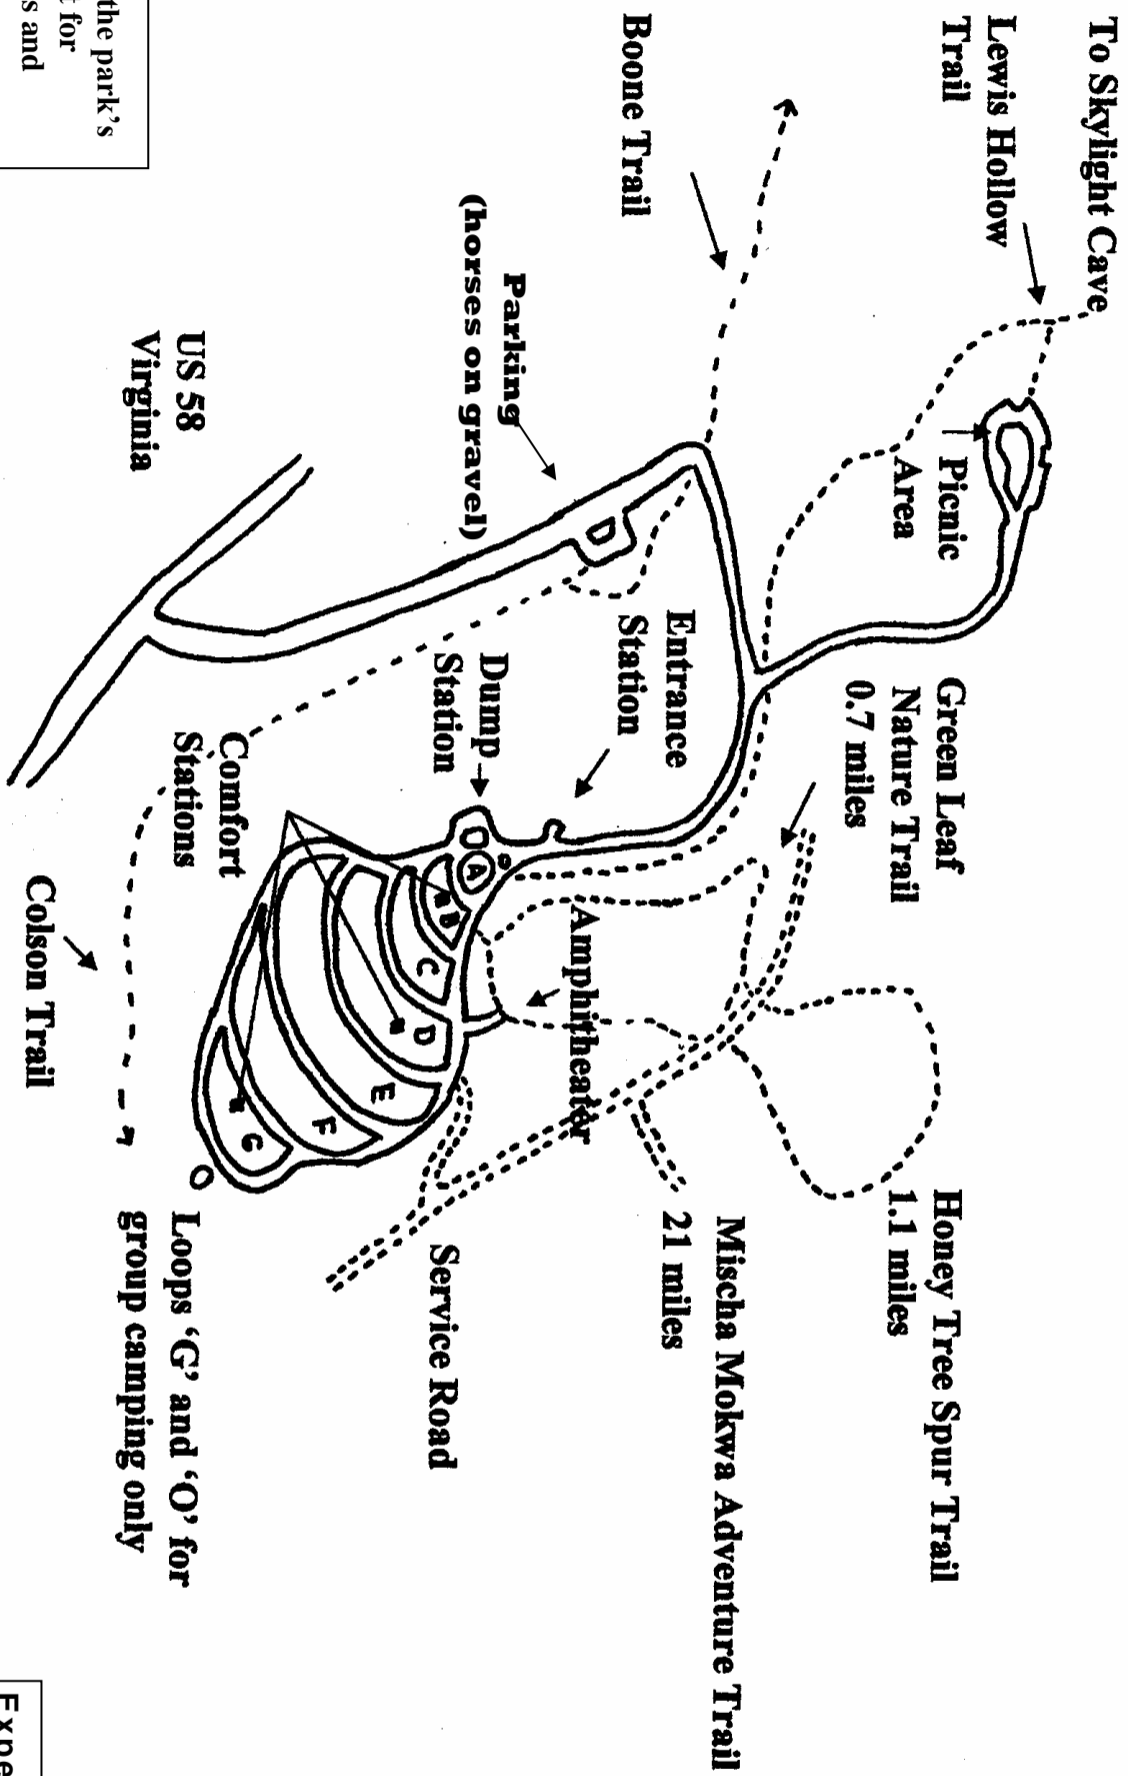 To Skylight Cave
Lewis Hollow
Trail
Picnic
Area
Boone Trail
Parking
(horses on gravel)
D
US 58
Virginia
Green Leaf
Nature Trail
0.7 miles
Entrance
Station
Dump
Station
D
A
B
C
D
E
F
G
O
Comfort
Stations
Amphitheater
Colson Trail
Honey Tree Spur Trail
1.1 miles
Mischa Mokwa Adventure Trail
21 miles
Service Road
Loops 'G' and 'O' for
group camping only
the park's
for
s and
Expe